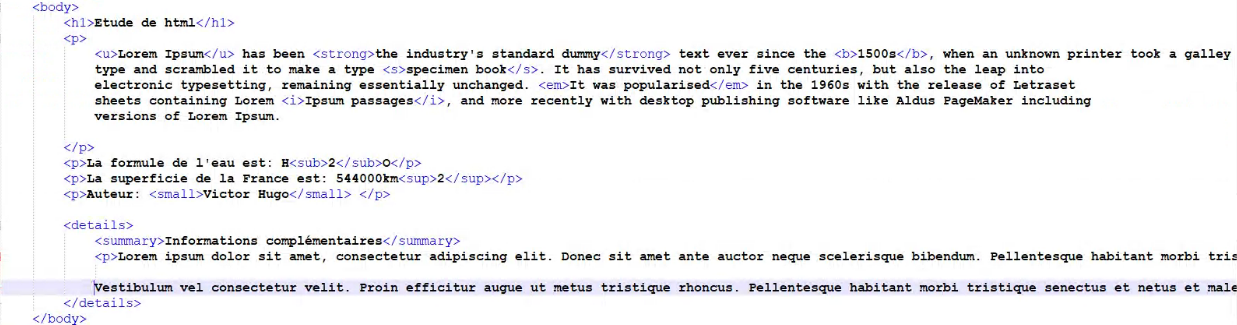 <body>
<h1>Etude de html</h1>
<p>
<u>Lorem Ipsum</u> has been <strong>the industry's standard dummy</strong> text ever since the <b>1500s</b>, when an unknown printer took a galley
type and scrambled it to make a type <s>specimen book</s>. It has survived not only five centuries, but also the leap into
electronic typesetting, remaining essentially unchanged. <em>It was popularised</em> in the 1960s with the release of Letraset
sheets containing Lorem <i>Ipsum passages</i>, and more recently with desktop publishing software like Aldus PageMaker including
versions of Lorem Ipsum.
</p>
<p>La formule de l'eau est: H<sub>2</sub>O</p>
<p>La superficie de la France est: 544000km<sup>2</sup></p>
<p>Auteur: <small>Victor Hugo</small> </p>
<details>
<summary>Informations complémentaires</summary>
<p>Lorem ipsum dolor sit amet, consectetur adipiscing elit. Donec sit amet ante auctor neque scelerisque bibendum. Pellentesque habitant morbi tris
Vestibulum vel consectetur velit. Proin efficitur augue ut metus tristique rhoncus. Pellentesque habitant morbi tristique senectus et netus et male
</details>
</body>